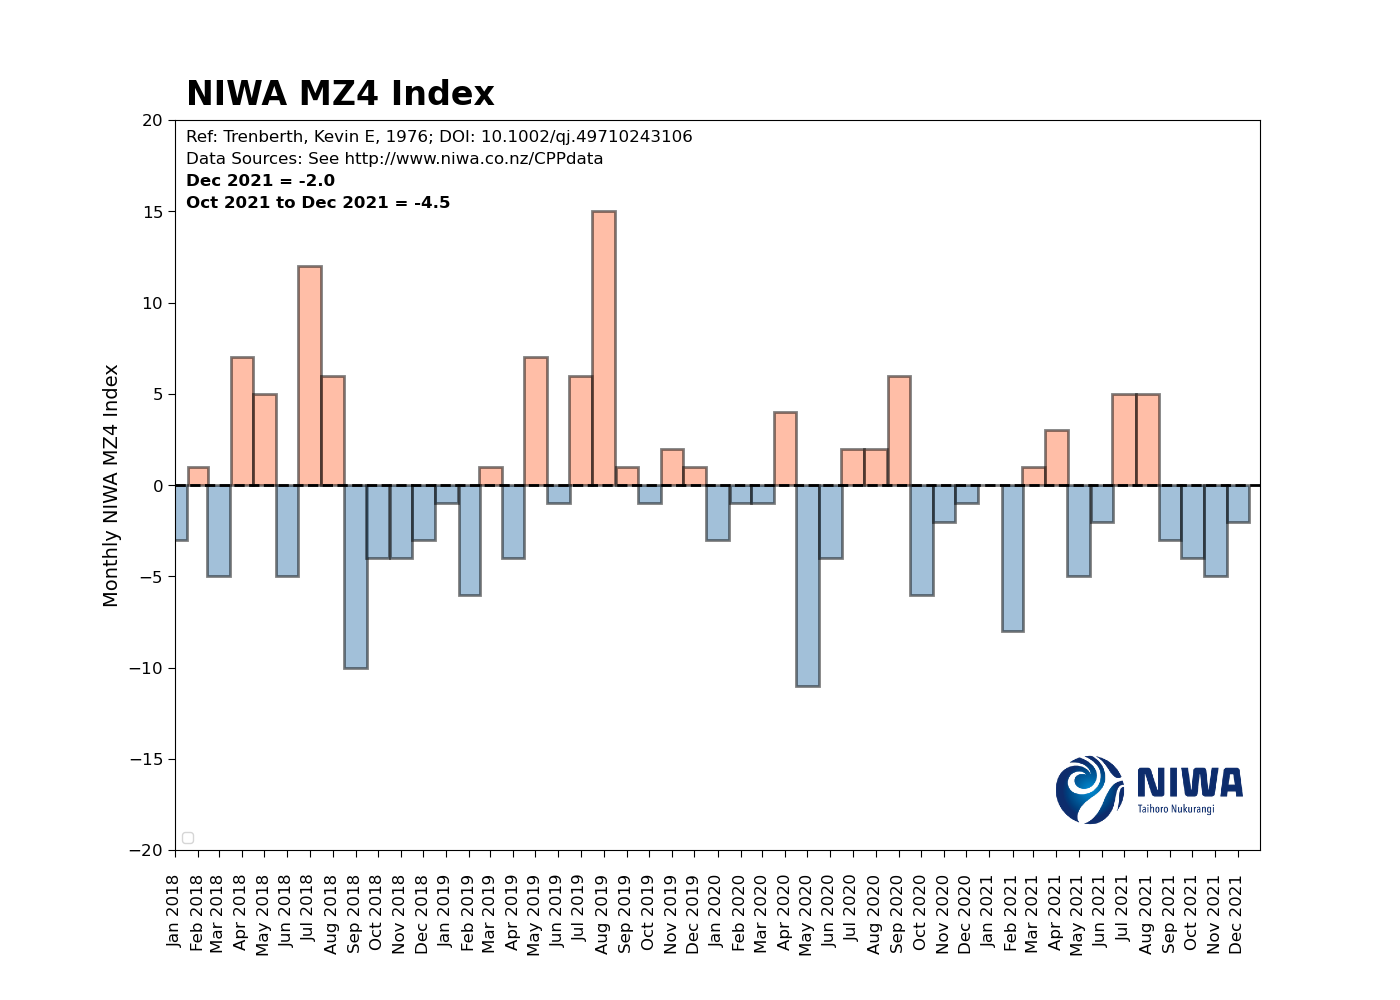 NIWA MZ4 Index
Ref: Trenberth, Kevin E, 1976; DOI: 10.1002/qj.49710243106
Data Sources: See http://www.niwa.co.nz/CPPdata
Dec 2021 = -2.0
Oct 2021 to Dec 2021 = -4.5
Monthly NIWA MZ4 Index
20
15
10
5
0
−5
−10
−15
−20
NIWA
Taihoro Nukurangi
Jan 2018
Feb 2018
Mar 2018
Apr 2018
May 2018
Jun 2018
Jul 2018
Aug 2018
Sep 2018
Oct 2018
Nov 2018
Dec 2018
Jan 2019
Feb 2019
Mar 2019
Apr 2019
May 2019
Jun 2019
Jul 2019
Aug 2019
Sep 2019
Oct 2019
Nov 2019
Dec 2019
Jan 2020
Feb 2020
Mar 2020
Apr 2020
May 2020
Jun 2020
Jul 2020
Aug 2020
Sep 2020
Oct 2020
Nov 2020
Dec 2020
Jan 2021
Feb 2021
Mar 2021
Apr 2021
May 2021
Jun 2021
Jul 2021
Aug 2021
Sep 2021
Oct 2021
Nov 2021
Dec 2021